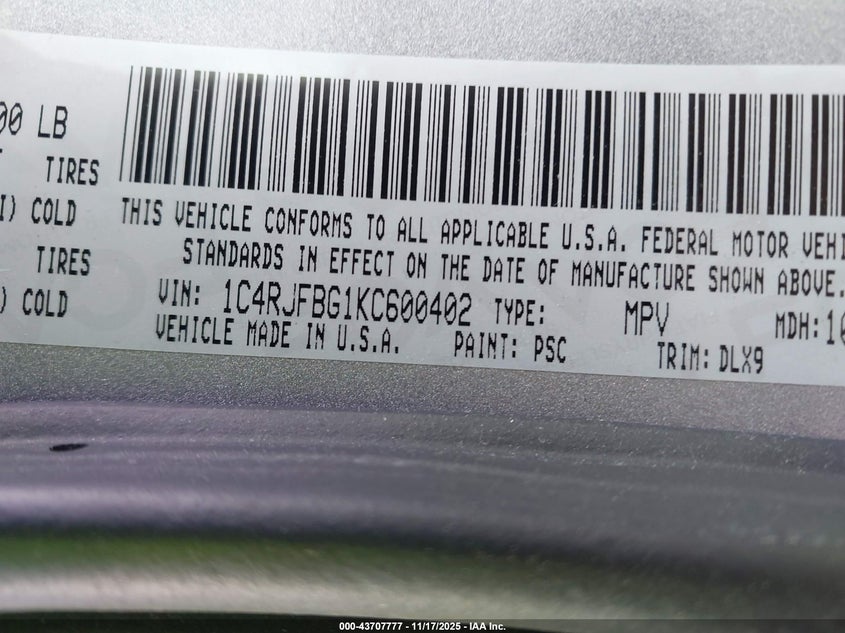 00 LB
TIRES
I) COLD
TIRES
) COLD
THIS VEHICLE CONFORMS TO ALL APPLICABLE U.S.A. FEDERAL MOTOR VEHI
STANDARDS IN EFFECT ON THE DATE OF MANUFACTURE SHOWN ABOVE.
VIN: 1C4RJFBG1KC600402 TYPE: MPV MDH:10
VEHICLE MADE IN U.S.A. PAINT: PSC TRIM: DLX9
000-43707777 - 11/17/2025 - IAA Inc.